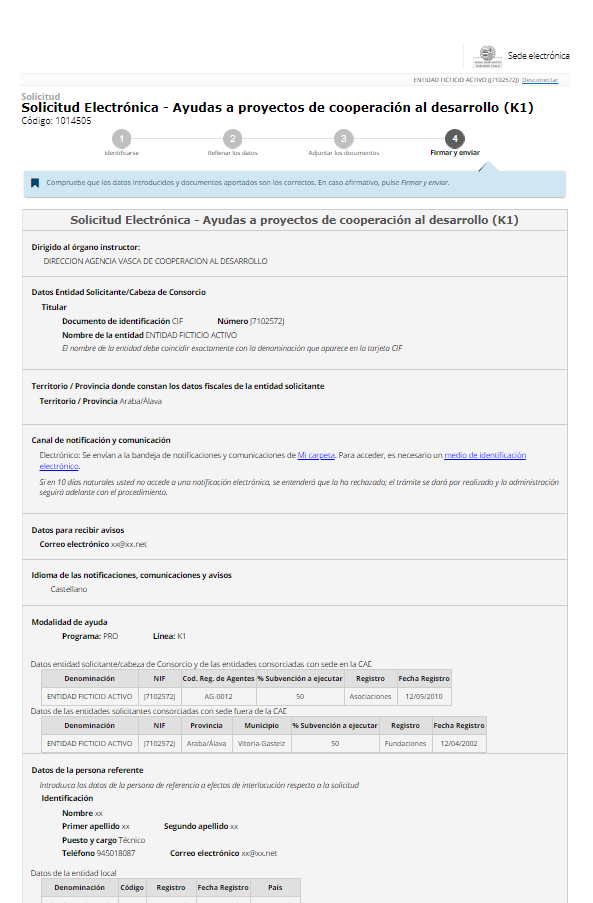 Sede electrónica
ENTIDAD FICTICIO ACTIVO (J7102572J) Desconectar
Solicitud
Solicitud Electrónica - Ayudas a proyectos de cooperación al desarrollo (K1)
Código: 1014505
1 2 3 4
Identificarse Rellenar los datos Adjuntar los documentos Firmar y enviar
Compruebe que los datos introducidos y documentos aportados son los correctos. En caso afirmativo, pulse Firmar y enviar.
Solicitud Electrónica - Ayudas a proyectos de cooperación al desarrollo (K1)
Dirigido al órgano instructor:
DIRECCION AGENCIA VASCA DE COOPERACION AL DESARROLLO
Datos Entidad Solicitante/Cabeza de Consorcio
Titular
Documento de identificación CIF Número J7102572J
Nombre de la entidad ENTIDAD FICTICIO ACTIVO
El nombre de la entidad debe coincidir exactamente con la denominación que aparece en la tarjeta CIF
Territorio / Provincia donde constan los datos fiscales de la entidad solicitante
Territorio / Provincia Araba/Álava
Canal de notificación y comunicación
Electrónico: Se envían a la bandeja de notificaciones y comunicaciones de Mi carpeta. Para acceder, es necesario un medio de identificación
electrónico.
Si en 10 días naturales usted no accede a una notificación electrónica, se entenderá que la ha rechazado; el trámite se dará por realizado y la administración
seguirá adelante con el procedimiento.
Datos para recibir avisos
Correo electrónico xx@xx.net
Idioma de las notificaciones, comunicaciones y avisos
Castellano
Modalidad de ayuda
Programa: PRO Línea: K1
Datos entidad solicitante/cabeza de Consorcio y de las entidades consorciadas con sede en la CAE
Denominación NIF Cod. Reg. de Agentes % Subvención a ejecutar Registro Fecha Registro
ENTIDAD FICTICIO ACTIVO J7102572J AG-0012 50 Asociaciones 12/05/2010
Datos de las entidades solicitantes consorciadas con sede fuera de la CAE
Denominación NIF Provincia Municipio % Subvención a ejecutar Registro Fecha Registro
ENTIDAD FICTICIO ACTIVO J7102572J Araba/Álava Vitoria-Gasteiz 50 Fundaciones 12/04/2002
Datos de la persona referente
Introduzca los datos de la persona de referencia a efectos de interlocución respecto a la solicitud
Identificación
Nombre xx
Primer apellido xx Segundo apellido xx
Puesto y cargo Técnico
Teléfono 945018087 Correo electrónico xx@xx.net
Datos de la entidad local
Denominación Código Registro Fecha Registro País